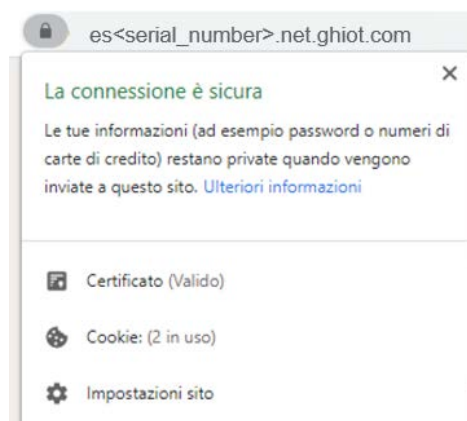 es<serial_number>.net.ghiot.com
La connessione è sicura
Le tue informazioni (ad esempio password o numeri di
carte di credito) restano private quando vengono
inviate a questo sito. Ulteriori informazioni
Certificato (Valido)
Cookie: (2 in uso)
Impostazioni sito